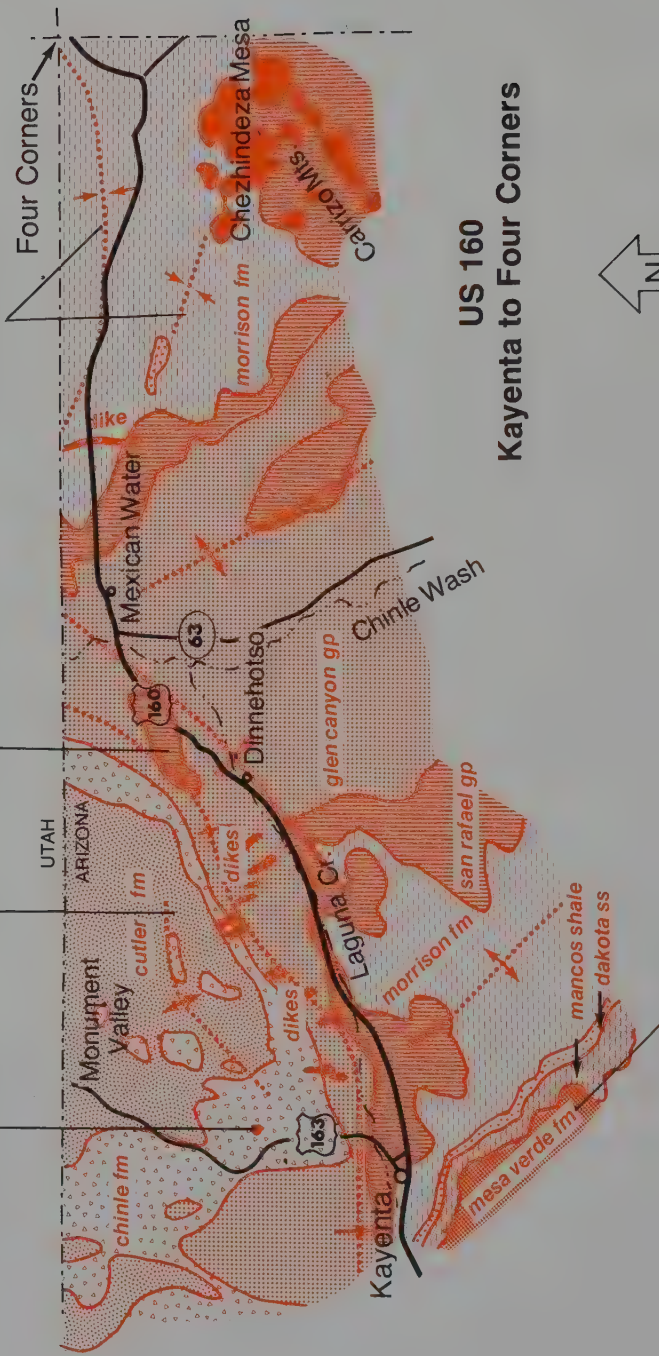 Four Corners
Chezhindeza Mesa
Carrizo Mts.
morrison fm
dike
Mexican Water
63
160
Dinnehotso
Chinle Wash
glen canyon gp
san rafael gp
UTAH
ARIZONA
cutler fm
Monument
Valley
dikes
dikes
Laguna Cr.
morrison fm
mancos shale
dakota ss
mesa verde fm
chinle fm
163
Kayenta
US 160
Kayenta to Four Corners
N